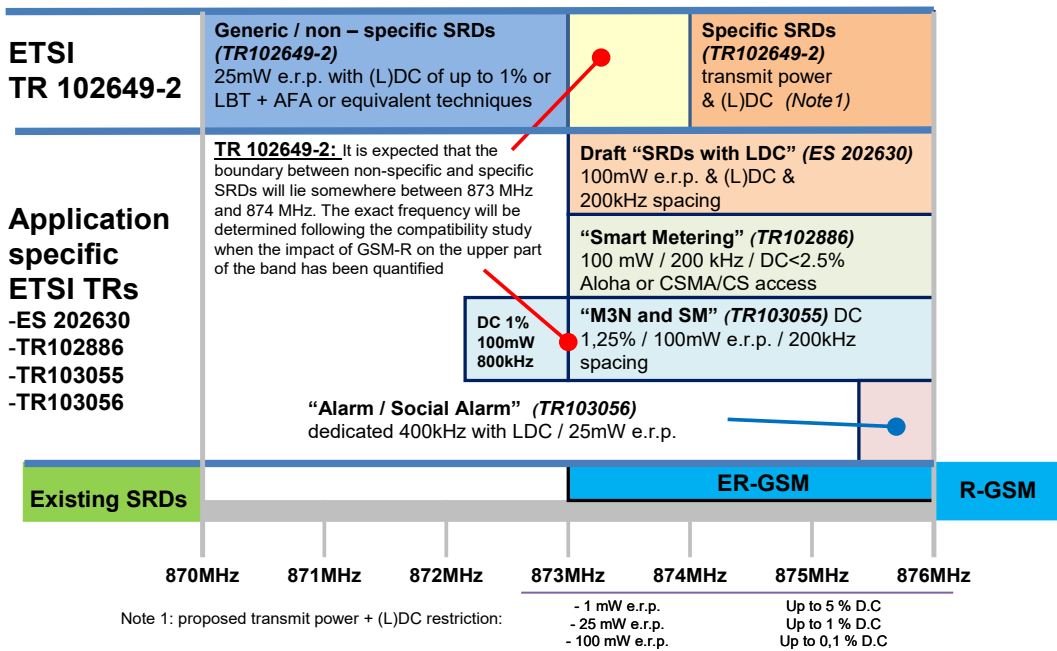 ETSI
TR 102649-2
Generic / non – specific SRDs
(TR102649-2)
25mW e.r.p. with (L)DC of up to 1% or
LBT + AFA or equivalent techniques
Specific SRDs
(TR102649-2)
transmit power
& (L)DC (Note1)
Application
specific
ETSI TRs
-ES 202630
-TR102886
-TR103055
-TR103056
TR 102649-2: It is expected that the
boundary between non-specific and specific
SRDs will lie somewhere between 873 MHz
and 874 MHz. The exact frequency will be
determined following the compatibility study
when the impact of GSM-R on the upper part
of the band has been quantified
Draft “SRDs with LDC” (ES 202630)
100mW e.r.p. & (L)DC &
200kHz spacing
“Smart Metering” (TR102886)
100 mW / 200 kHz / DC<2.5%
Aloha or CSMA/CS access
DC 1%
100mW
800kHz
“M3N and SM” (TR103055) DC
1,25% / 100mW e.r.p. / 200kHz
spacing
“Alarm / Social Alarm” (TR103056)
dedicated 400kHz with LDC / 25mW e.r.p.
Existing SRDs
ER-GSM
R-GSM
870MHz 871MHz 872MHz 873MHz 874MHz 875MHz 876MHz
Note 1: proposed transmit power + (L)DC restriction:
- 1 mW e.r.p. Up to 5 % D.C
- 25 mW e.r.p. Up to 1 % D.C
- 100 mW e.r.p. Up to 0,1 % D.C